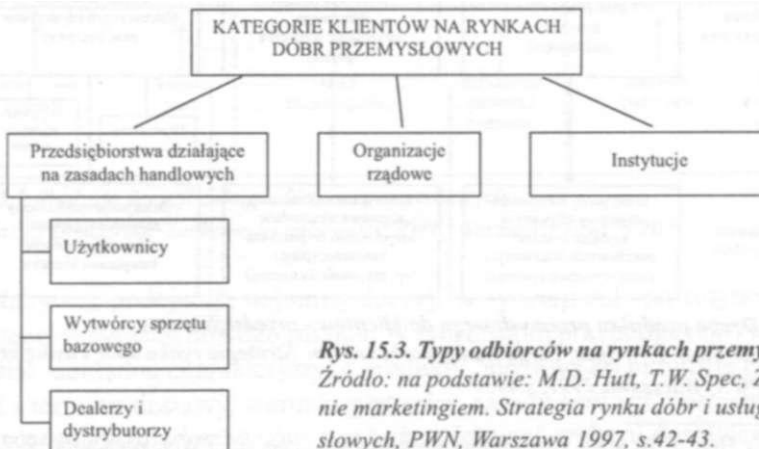 KATEGORIE KLIENTÓW NA RYNKACH
DÓBR PRZEMYSŁOWYCH
Przedsiębiorstwa działające
na zasadach handlowych
Organizacje
rządowe
Instytucje
Użytkownicy
Wytwórcy sprzętu
bazowego
Dealerzy i
dystrybutorzy
Rys. 15.3. Typy odbiorców na rynkach przemy
Źródło: na podstawie: M.D. Hutt, T.W. Spec, Z
nie marketingiem. Strategia rynku dóbr i usług
słowych, PWN, Warszawa 1997, s.42-43.